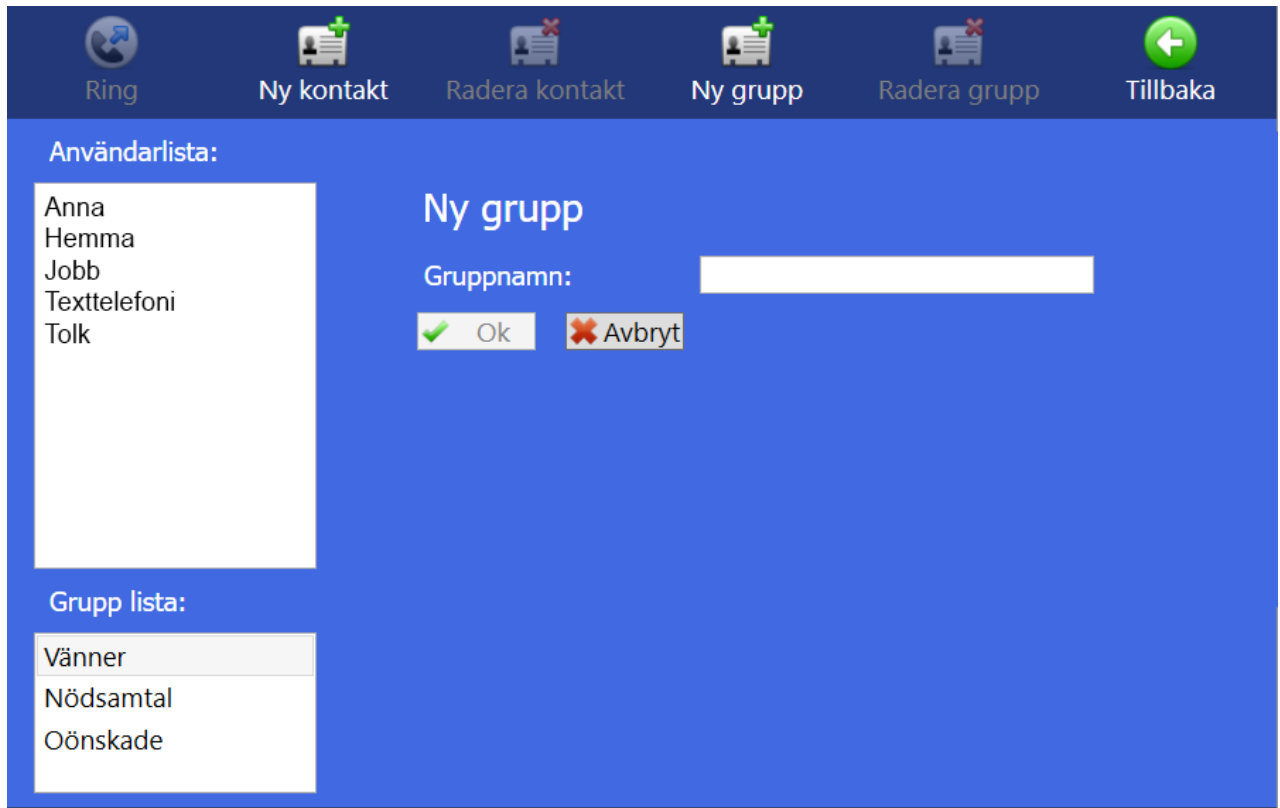 Ring
Ny kontakt
Radera kontakt
Ny grupp
Radera grupp
Tillbaka
Användarlista:
Anna
Hemma
Jobb
Texttelefoni
Tolk
Ny grupp
Gruppnamn:
Ok
Avbryt
Grupp lista:
Vänner
Nödsamtal
Oönskade